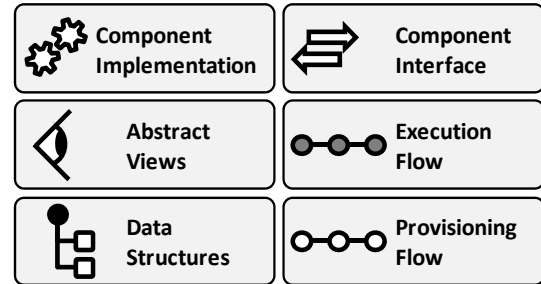 Component
Implementation
Component
Interface
Abstract
Views
Execution
Flow
Data
Structures
Provisioning
Flow